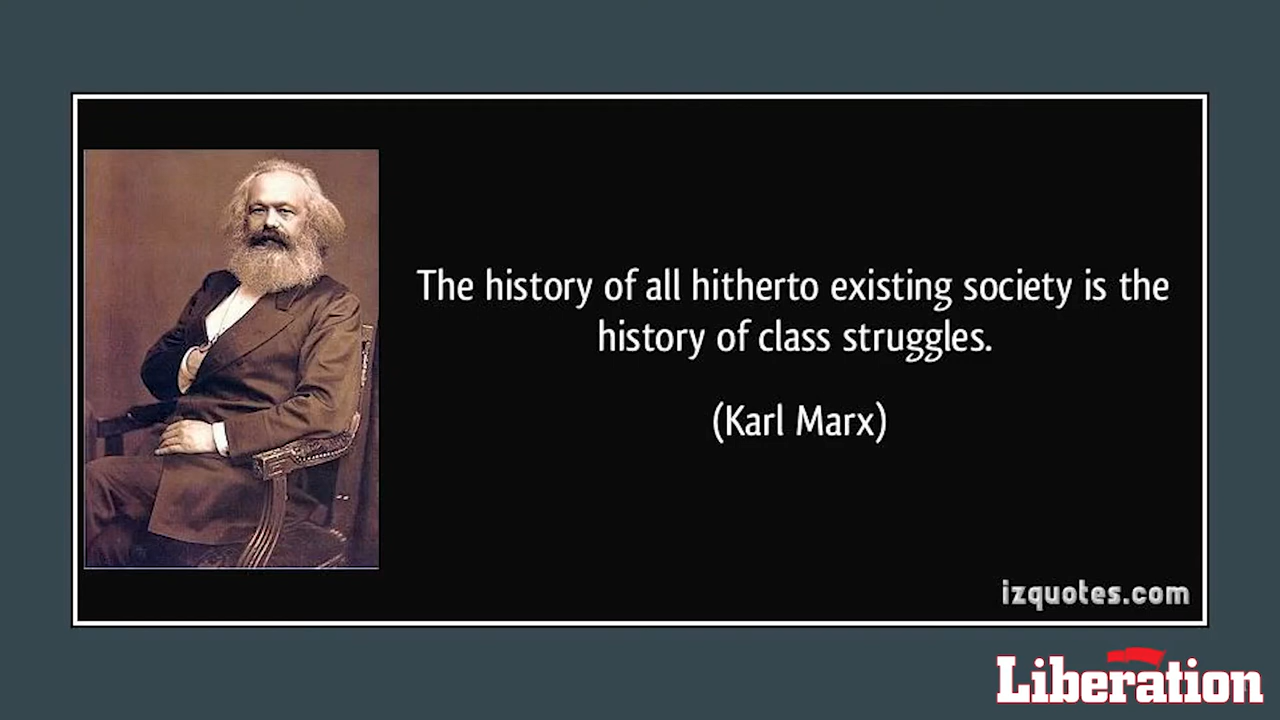 The history of all hitherto existing society is the
history of class struggles.
(Karl Marx)
izquotes.com
Liberation